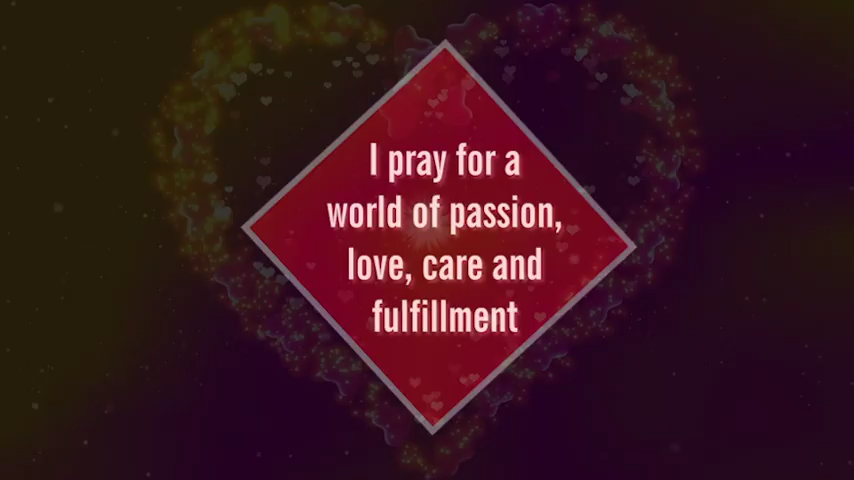 I pray for a
world of passion,
love, care and
fulfillment